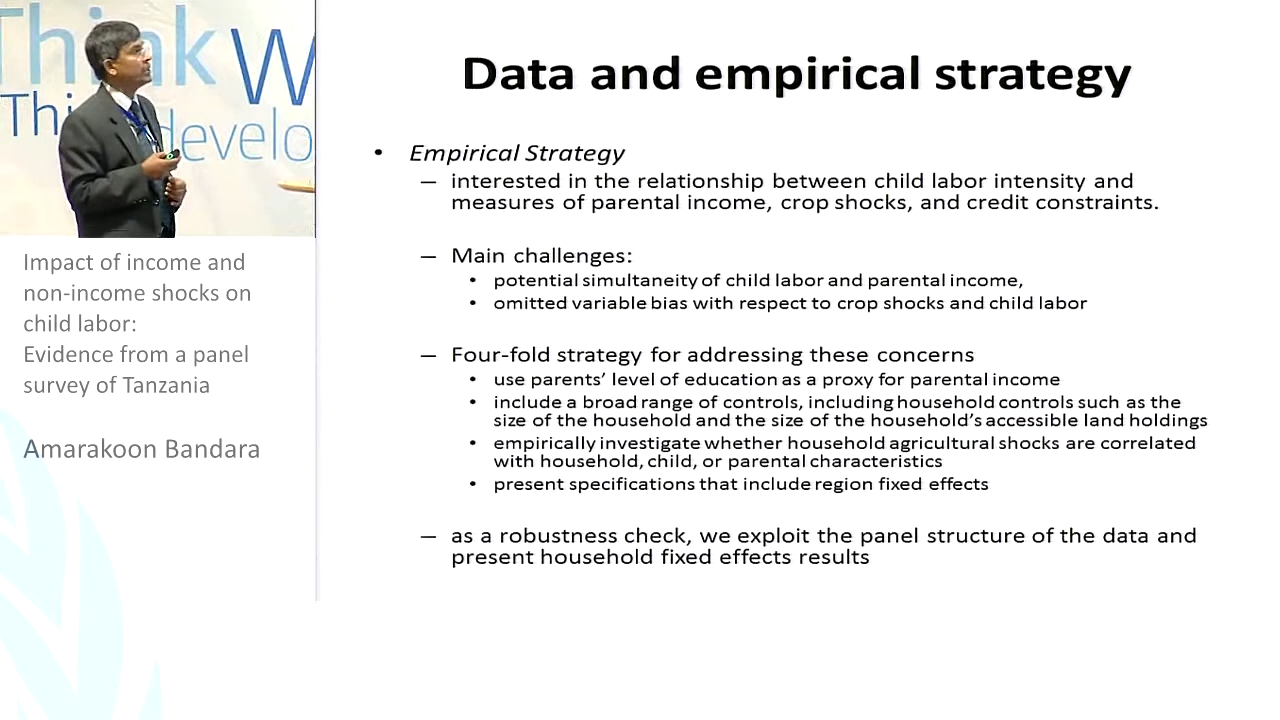 Think W
Thi
develo
Impact of income and
non-income shocks on
child labor:
Evidence from a panel
survey of Tanzania
Amarakoon Bandara
Data and empirical strategy
• Empirical Strategy
– interested in the relationship between child labor intensity and
measures of parental income, crop shocks, and credit constraints.
– Main challenges:
• potential simultaneity of child labor and parental income,
• omitted variable bias with respect to crop shocks and child labor
– Four-fold strategy for addressing these concerns
• use parents’ level of education as a proxy for parental income
• include a broad range of controls, including household controls such as the
size of the household and the size of the household’s accessible land holdings
• empirically investigate whether household agricultural shocks are correlated
with household, child, or parental characteristics
• present specifications that include region fixed effects
– as a robustness check, we exploit the panel structure of the data and
present household fixed effects results